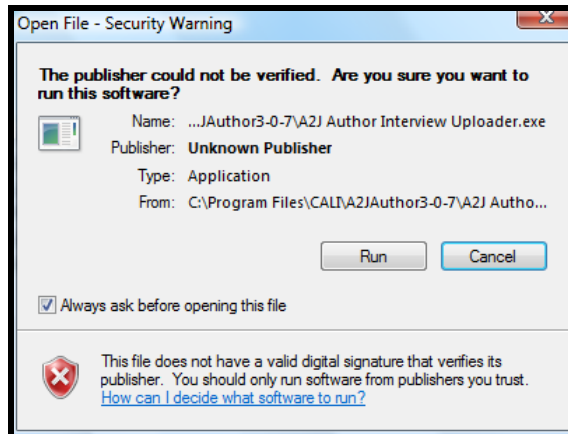 Open File - Security Warning
The publisher could not be verified.  Are you sure you want to
run this software?
Name: ...JAuthor3-0-7\A2J Author Interview Uploader.exe
Publisher: Unknown Publisher
Type: Application
From: C:\Program Files\CALI\A2JAuthor3-0-7\A2J Autho...
Run Cancel
Always ask before opening this file
This file does not have a valid digital signature that verifies its
publisher.  You should only run software from publishers you trust.
How can I decide what software to run?